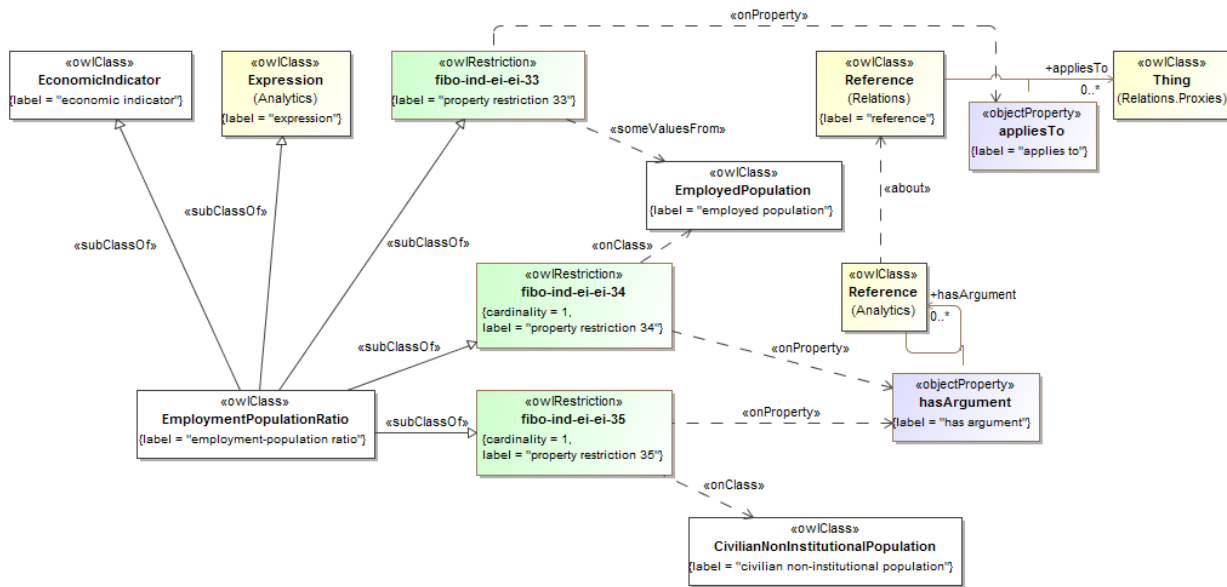 «onProperty»
«owlClass»
EconomicIndicator
{label = "economic indicator"}
«owlClass»
Expression
(Analytics)
{label = "expression"}
«owlRestriction»
fibo-ind-ei-ei-33
{label = "property restriction 33"}
«owlClass»
Reference
(Relations)
{label = "reference"}
+appliesTo
0..*
«owlClass»
Thing
(Relations.Proxies)
«objectProperty»
appliesTo
{label = "applies to"}
«someValuesFrom»
«owlClass»
EmployedPopulation
{label = "employed population"}
«about»
«subClassOf»
«subClassOf»
«subClassOf»
«onClass»
«owlRestriction»
fibo-ind-ei-ei-34
{cardinality = 1,
label = "property restriction 34"}
«owlClass»
Reference
(Analytics)
+hasArgument
0..*
«subClassOf»
«onProperty»
«owlClass»
EmploymentPopulationRatio
{label = "employment-population ratio"}
«subClassOf»
«owlRestriction»
fibo-ind-ei-ei-35
{cardinality = 1,
label = "property restriction 35"}
«onProperty»
«objectProperty»
hasArgument
{label = "has argument"}
«onClass»
«owlClass»
CivilianNonInstitutionalPopulation
{label = "civilian non-institutional population"}